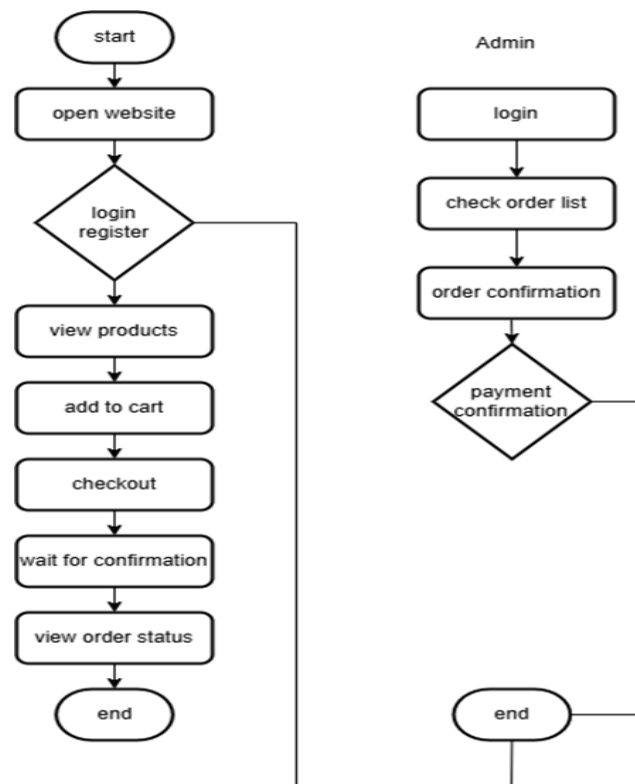 start
open website
login
register
view products
add to cart
checkout
wait for confirmation
view order status
end
Admin
login
check order list
order confirmation
payment
confirmation
end